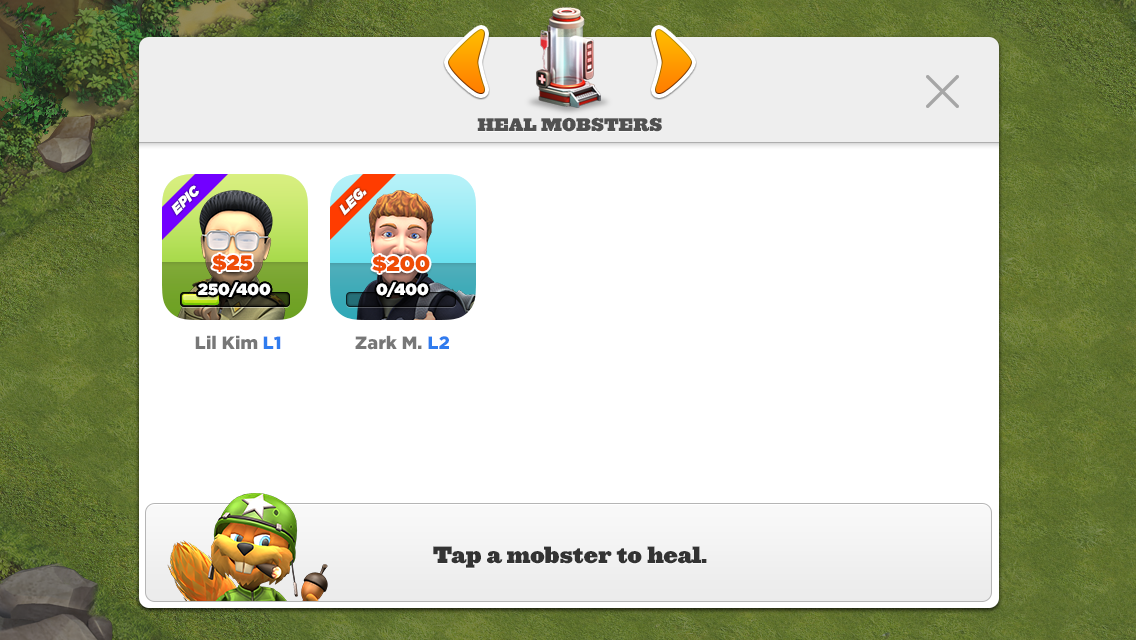 HEAL MOBSTERS
EPIC
$25
250/400
Lil Kim L1
LEG.
$200
0/400
Zark M. L2
Tap a mobster to heal.